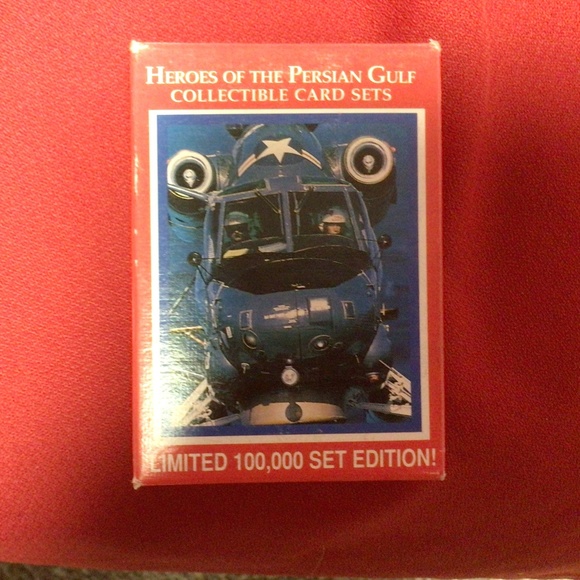 HEROES OF THE PERSIAN GULF
COLLECTIBLE CARD SETS
LIMITED 100,000 SET EDITION!